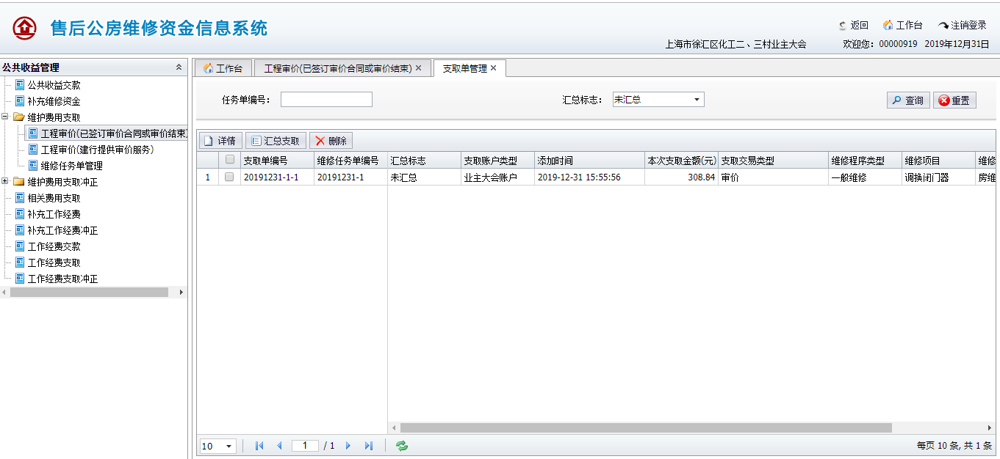 售后公房维修资金信息系统
返回 工作台 注销登录
上海市徐汇区化工二、三村业主大会 欢迎您: 00000919 2019年12月31日
公共收益管理
公共收益交款
补充维修资金
维护费用支取
工程审价(已签订审价合同或审价结束)
工程审价(建行提供审价服务)
维修任务单管理
维护费用支取冲正
相关费用支取
补充工作经费
补充工作经费冲正
工作经费交款
工作经费支取
工作经费支取冲正
工作台 工程审价(已签订审价合同或审价结束) 支取单管理
任务单编号: 汇总标志: 未汇总 查询 重置
详情 汇总支取 删除
支取单编号 维修任务单编号 汇总标志 支取账户类型 添加时间 本次支取金额(元) 支取交易类型 维修程序类型 维修项目 维修
1 20191231-1-1 20191231-1 未汇总 业主大会账户 2019-12-31 15:55:56 308.84 审价 一般维修 调换闭门器 房维
10 1 / 1 每页 10 条, 共 1 条